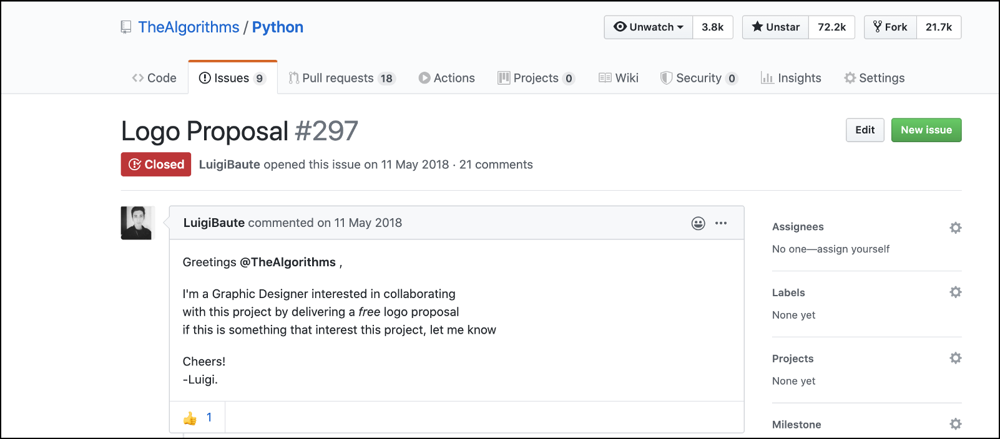 TheAlgorithms / Python
Unwatch 3.8k Unstar 72.2k Fork 21.7k
Code Issues 9 Pull requests 18 Actions Projects 0 Wiki Security 0 Insights Settings
Logo Proposal #297
Edit New issue
Closed LuigiBaute opened this issue on 11 May 2018 · 21 comments
LuigiBaute commented on 11 May 2018
Greetings @TheAlgorithms ,
I'm a Graphic Designer interested in collaborating
with this project by delivering a free logo proposal
if this is something that interest this project, let me know
Cheers!
-Luigi.
👍 1
Assignees
No one—assign yourself
Labels
None yet
Projects
None yet
Milestone